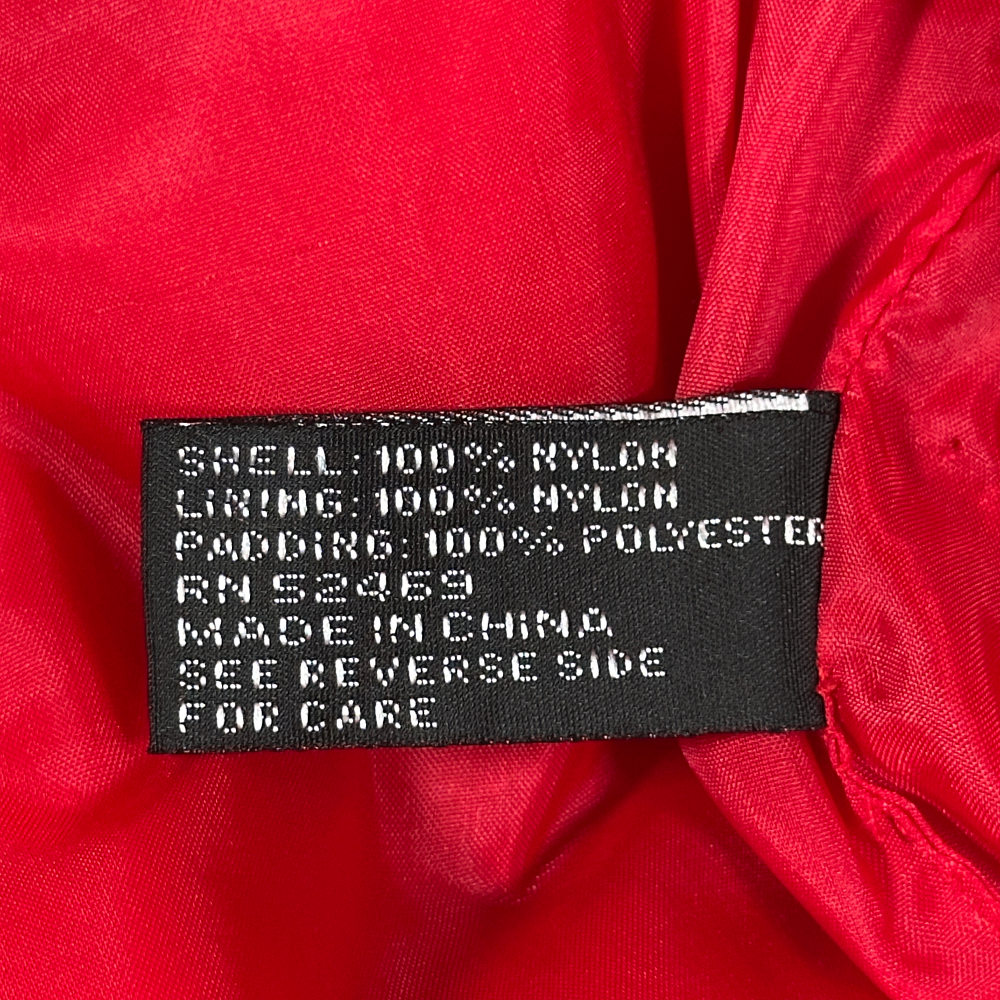 SHELL: 100% NYLON
LINING: 100% NYLON
PADDING: 100% POLYESTER
RN 52469
MADE IN CHINA
SEE REVERSE SIDE
FOR CARE